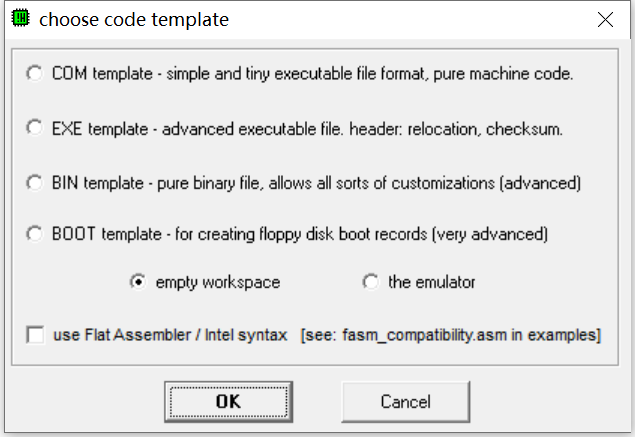 choose code template
COM template - simple and tiny executable file format, pure machine code.
EXE template - advanced executable file. header: relocation, checksum.
BIN template - pure binary file, allows all sorts of customizations (advanced)
BOOT template - for creating floppy disk boot records (very advanced)
empty workspace the emulator
use Flat Assembler / Intel syntax [see: fasm_compatibility.asm in examples]
OK Cancel